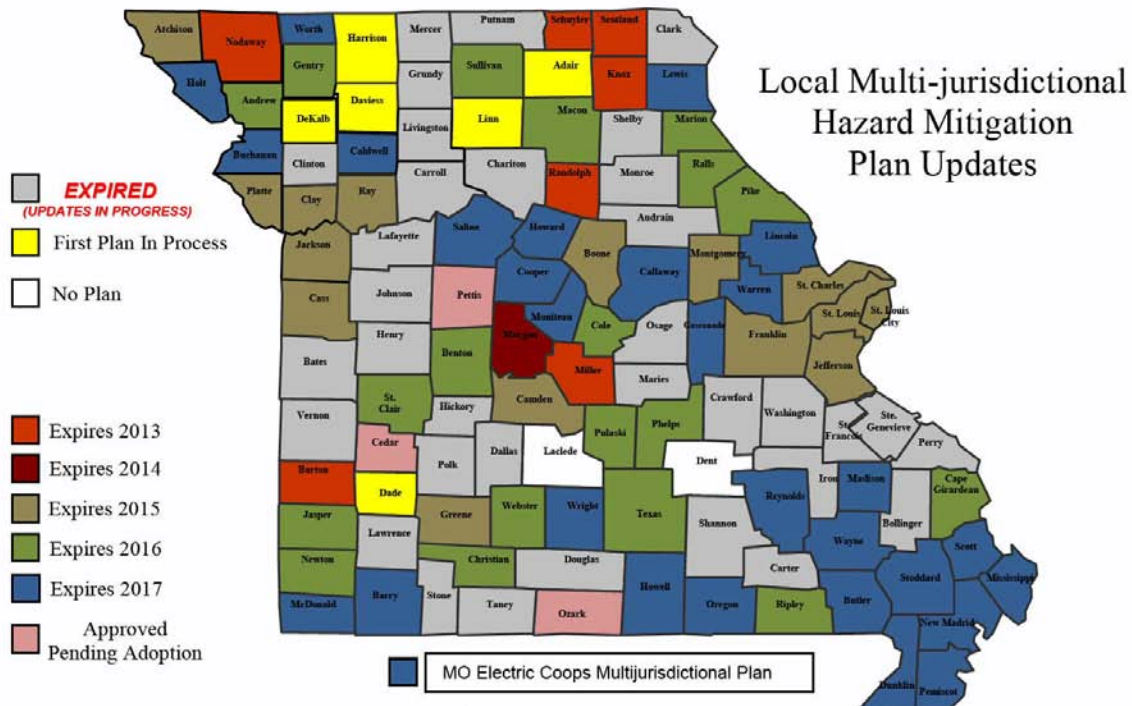 Local Multi-jurisdictional
Hazard Mitigation
Plan Updates
EXPIRED
(UPDATES IN PROGRESS)
First Plan In Process
No Plan
Expires 2013
Expires 2014
Expires 2015
Expires 2016
Expires 2017
Approved
Pending Adoption
MO Electric Coops Multijurisdictional Plan
Atchison
Nodaway
Worth
Harrison
Mercer
Putnam
Schuyler
Scotland
Clark
Holt
Gentry
Grundy
Sullivan
Adair
Knox
Lewis
Andrew
DeKalb
Daviess
Livingston
Linn
Macon
Shelby
Marion
Buchanan
Clinton
Caldwell
Carroll
Chariton
Randolph
Monroe
Ralls
Pike
Platte
Clay
Ray
Audrain
Jackson
Lafayette
Saline
Howard
Boone
Callaway
Montgomery
Lincoln
Cass
Johnson
Pettis
Cooper
Moniteau
Warren
St. Charles
St. Louis
St. Louis
City
Bates
Henry
Benton
Morgan
Cole
Osage
Gasconade
Franklin
Jefferson
Miller
Maries
Vernon
St.
Clair
Hickory
Camden
Crawford
Washington
St.
Francois
Ste.
Genevieve
Perry
Cedar
Polk
Dallas
Laclede
Pulaski
Phelps
Dent
Iron
Madison
Cape
Girardeau
Barton
Dade
Greene
Webster
Wright
Texas
Shannon
Reynolds
Bollinger
Jasper
Lawrence
Wayne
Scott
Newton
Christian
Douglas
Carter
Stoddard
Mississippi
McDonald
Barry
Stone
Taney
Ozark
Howell
Oregon
Ripley
Butler
New Madrid
Dunklin
Pemiscot